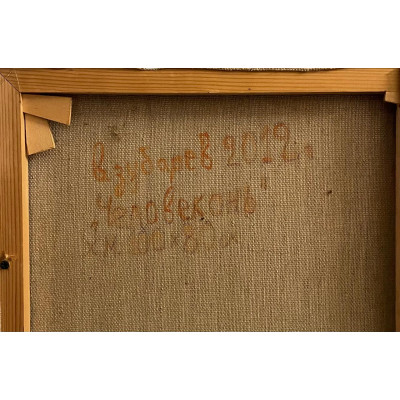 В Зубарев 2012г
"Человеконь"
х м 100х80см